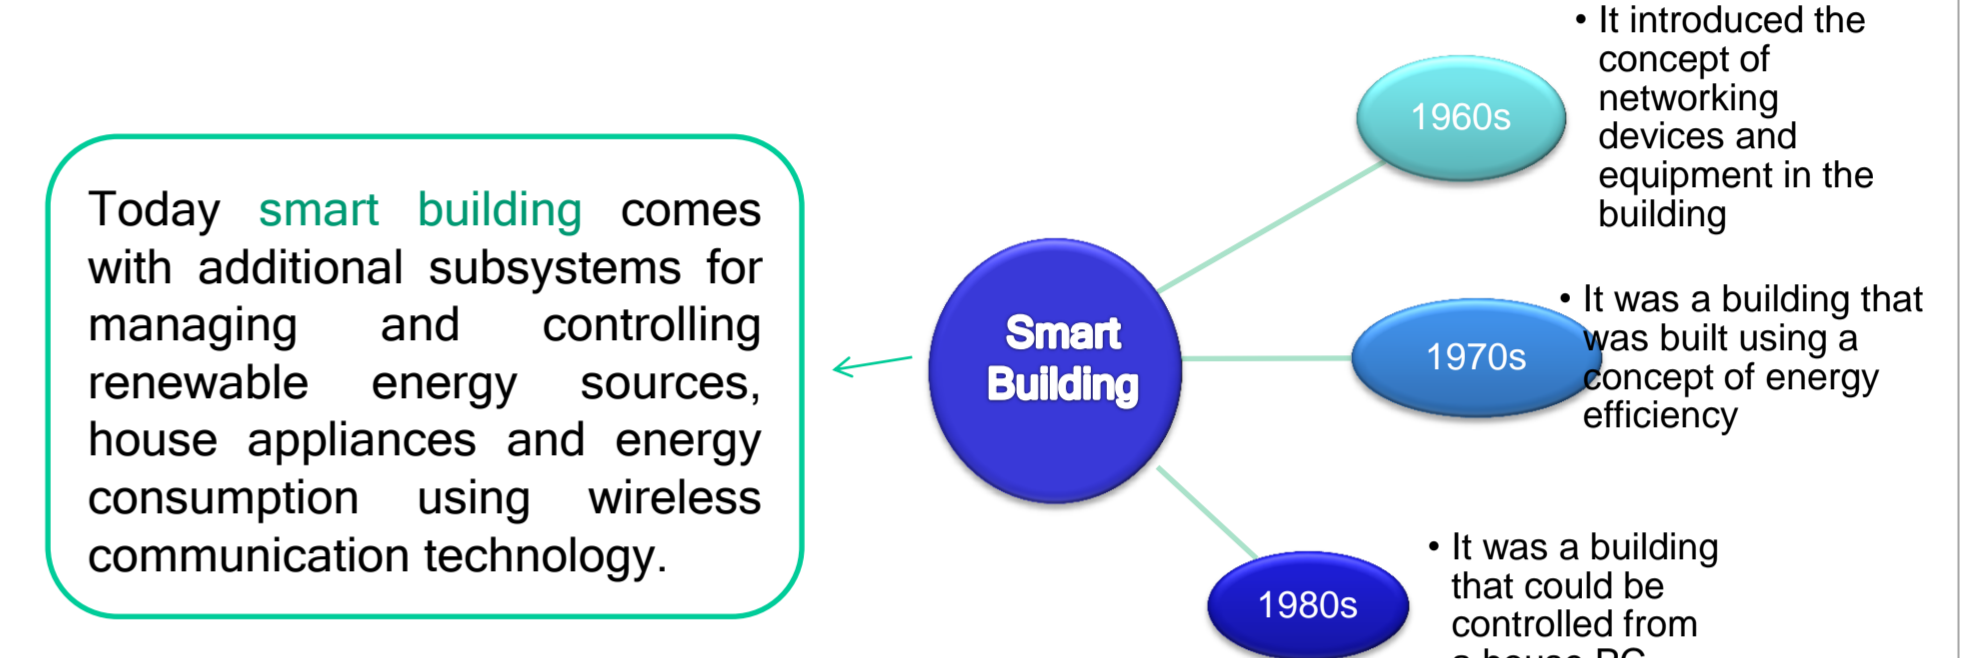 Today smart building comes
with additional subsystems for
managing and controlling
renewable energy sources,
house appliances and energy
consumption using wireless
communication technology.
Smart
Building
1960s
• It introduced the
concept of
networking
devices and
equipment in the
building
1970s
• It was a building that
was built using a
concept of energy
efficiency
1980s
• It was a building
that could be
controlled from
a house PC